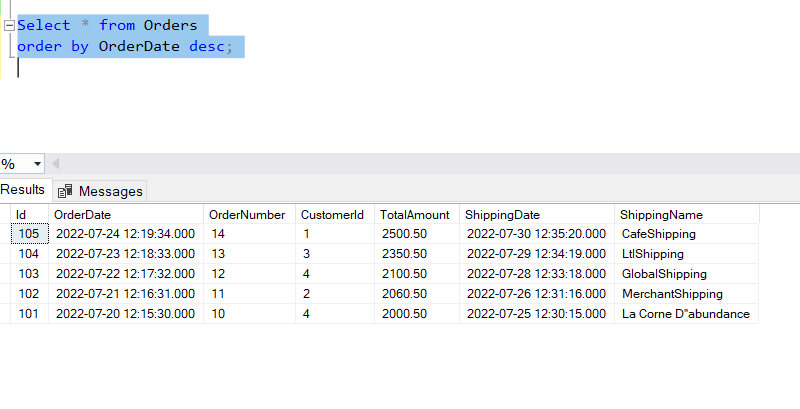 Select * from Orders
order by OrderDate desc;
%
Results Messages
Id OrderDate OrderNumber CustomerId TotalAmount ShippingDate ShippingName
105 2022-07-24 12:19:34.000 14 1 2500.50 2022-07-30 12:35:20.000 CafeShipping
104 2022-07-23 12:18:33.000 13 3 2350.50 2022-07-29 12:34:19.000 LtlShipping
103 2022-07-22 12:17:32.000 12 4 2100.50 2022-07-28 12:33:18.000 GlobalShipping
102 2022-07-21 12:16:31.000 11 2 2060.50 2022-07-26 12:31:16.000 MerchantShipping
101 2022-07-20 12:15:30.000 10 4 2000.50 2022-07-25 12:30:15.000 La Corne D"abundance